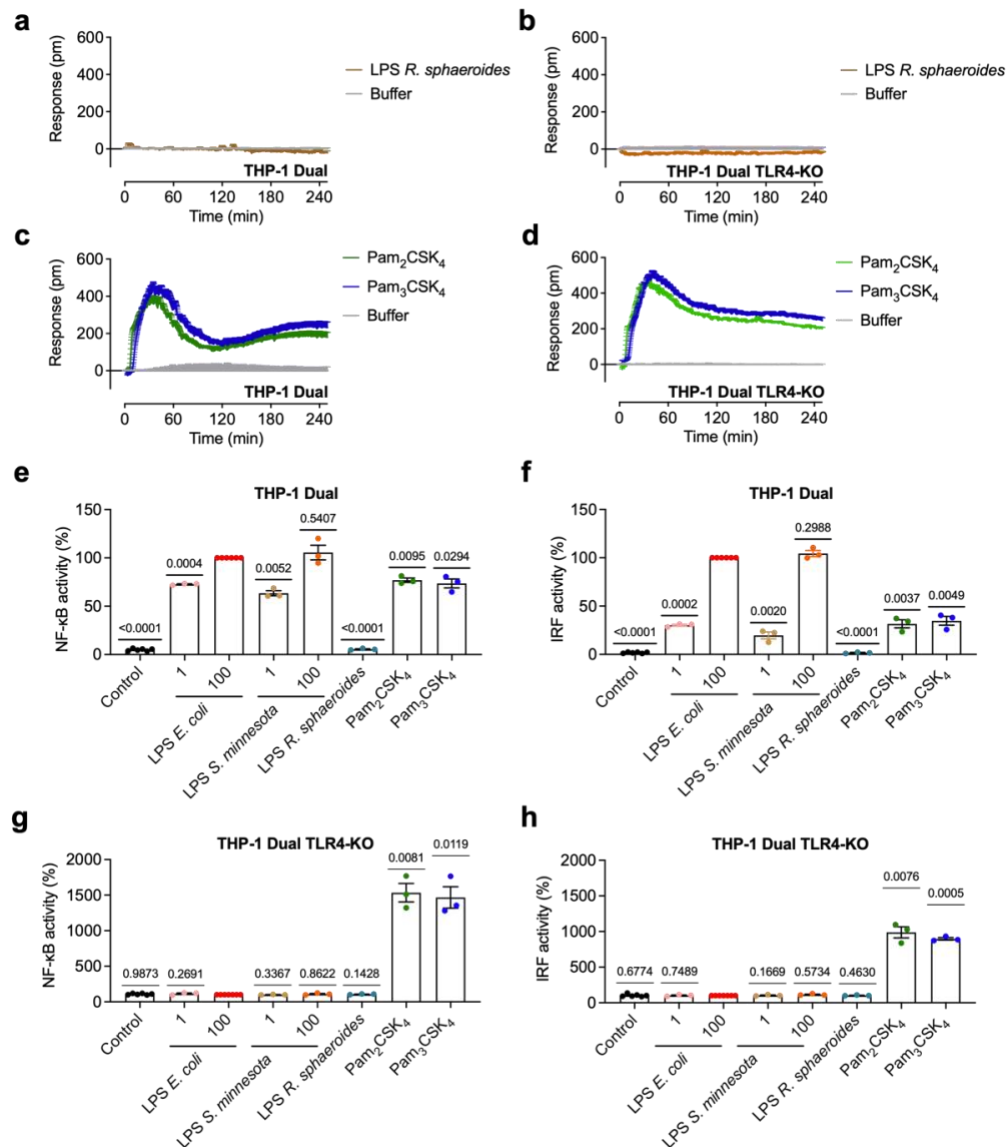 a
600
400
200
0
Response (pm)
LPS R. sphaeroides
Buffer
THP-1 Dual
0 60 120 180 240
Time (min)
b
600
400
200
0
Response (pm)
LPS R. sphaeroides
Buffer
THP-1 Dual TLR4-KO
0 60 120 180 240
Time (min)
c
600
400
200
0
Response (pm)
Pam₂CSK₄
Pam₃CSK₄
Buffer
THP-1 Dual
0 60 120 180 240
Time (min)
d
600
400
200
0
Response (pm)
Pam₂CSK₄
Pam₃CSK₄
Buffer
THP-1 Dual TLR4-KO
0 60 120 180 240
Time (min)
e
THP-1 Dual
150
100
50
0
NF-κB activity (%)
<0.0001 0.0004 0.0052 0.5407 <0.0001 0.0095 0.0294
Control
1 100
LPS E. coli
1 100
LPS S. minnesota
LPS R. sphaeroides
Pam₂CSK₄
Pam₃CSK₄
f
THP-1 Dual
150
100
50
0
IRF activity (%)
<0.0001 0.0002 0.0020 0.2988 <0.0001 0.0037 0.0049
Control
1 100
LPS E. coli
1 100
LPS S. minnesota
LPS R. sphaeroides
Pam₂CSK₄
Pam₃CSK₄
g
THP-1 Dual TLR4-KO
2000
1500
1000
500
0
NF-κB activity (%)
0.9873 0.2691 0.3367 0.8622 0.1428 0.0081 0.0119
Control
1 100
LPS E. coli
1 100
LPS S. minnesota
LPS R. sphaeroides
Pam₂CSK₄
Pam₃CSK₄
h
THP-1 Dual TLR4-KO
2000
1500
1000
500
0
IRF activity (%)
0.6774 0.7489 0.1669 0.5734 0.4630 0.0076 0.0005
Control
1 100
LPS E. coli
1 100
LPS S. minnesota
LPS R. sphaeroides
Pam₂CSK₄
Pam₃CSK₄